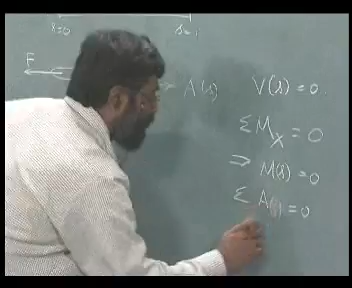 s=0
F
A(s)
V(s)=0.
ΣM_x = 0
⇒ M(s)=0
ΣA( )=0